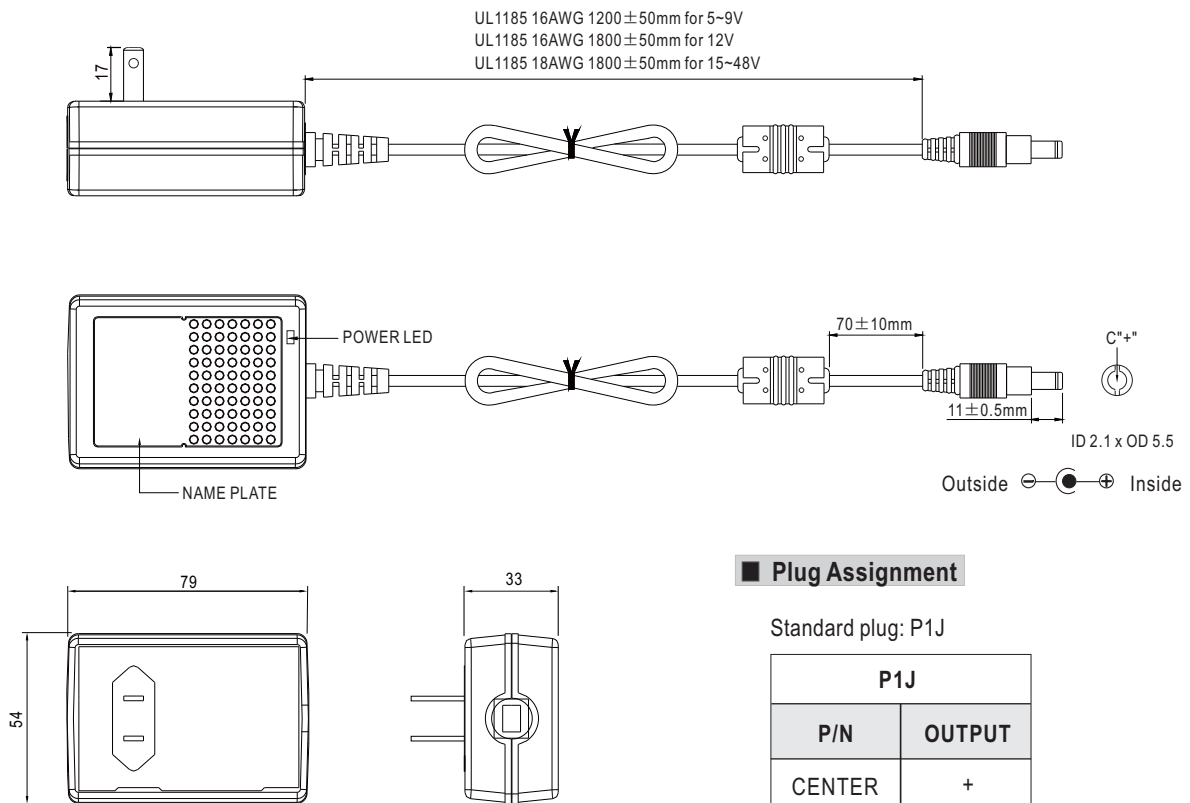 UL1185 16AWG 1200±50mm for 5~9V
UL1185 16AWG 1800±50mm for 12V
UL1185 18AWG 1800±50mm for 15~48V
17
POWER LED
NAME PLATE
70±10mm
11±0.5mm
C"+"
ID 2.1 x OD 5.5
Outside - + Inside
79
54
33
■ Plug Assignment
Standard plug: P1J
P1J
P/N OUTPUT
CENTER +